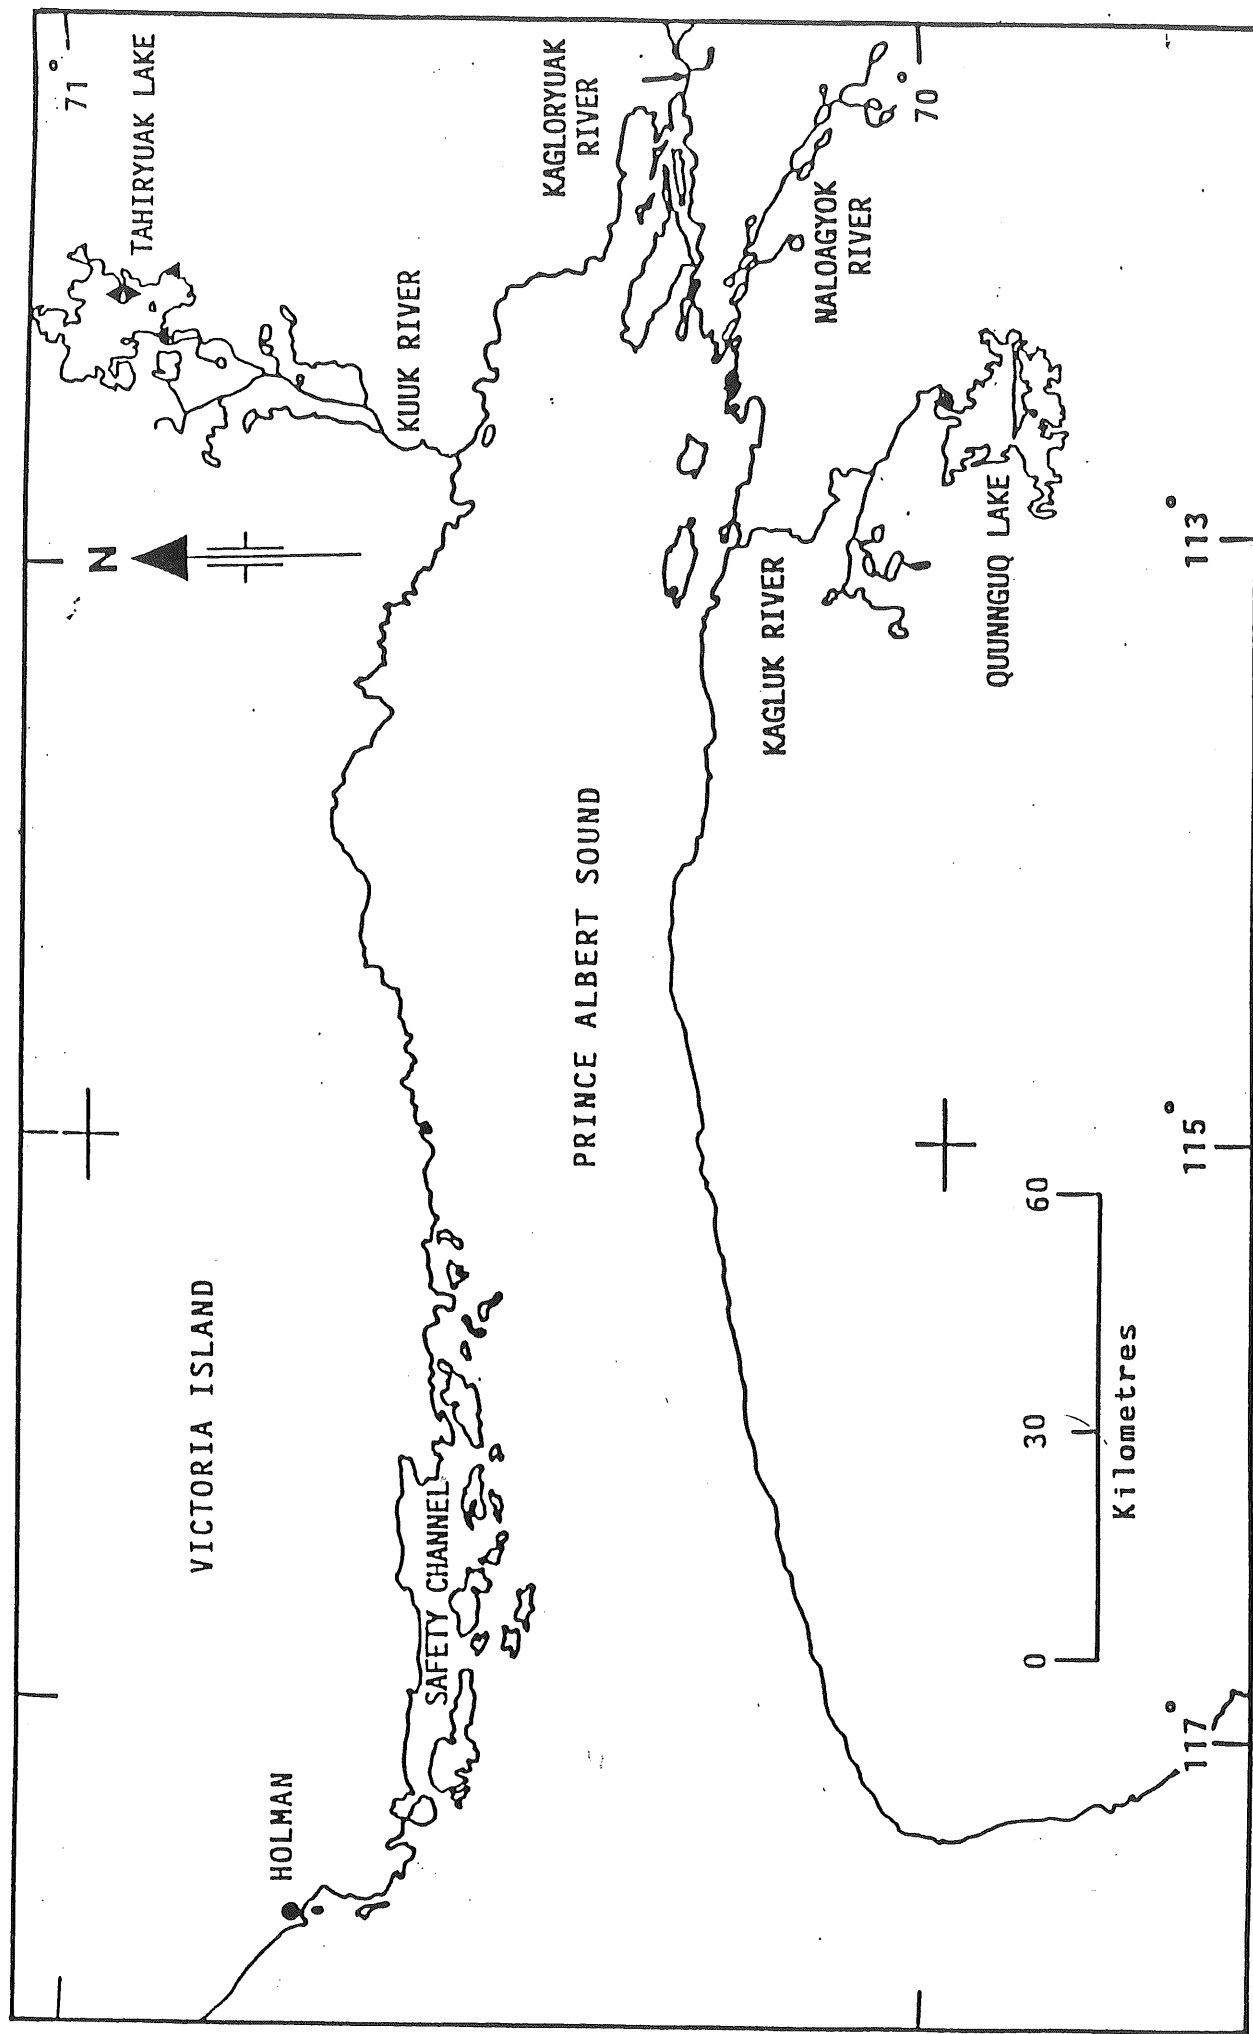 71°
TAHIRYUAK LAKE
KAGLORYUAK
RIVER
70°
N
KUUK RIVER
NALOAGYOK
RIVER
113°
QUUNNGUQ LAKE
KAGLUK RIVER
PRINCE ALBERT SOUND
VICTORIA ISLAND
115°
SAFETY CHANNEL
HOLMAN
117°
0 30 60
Kilometres